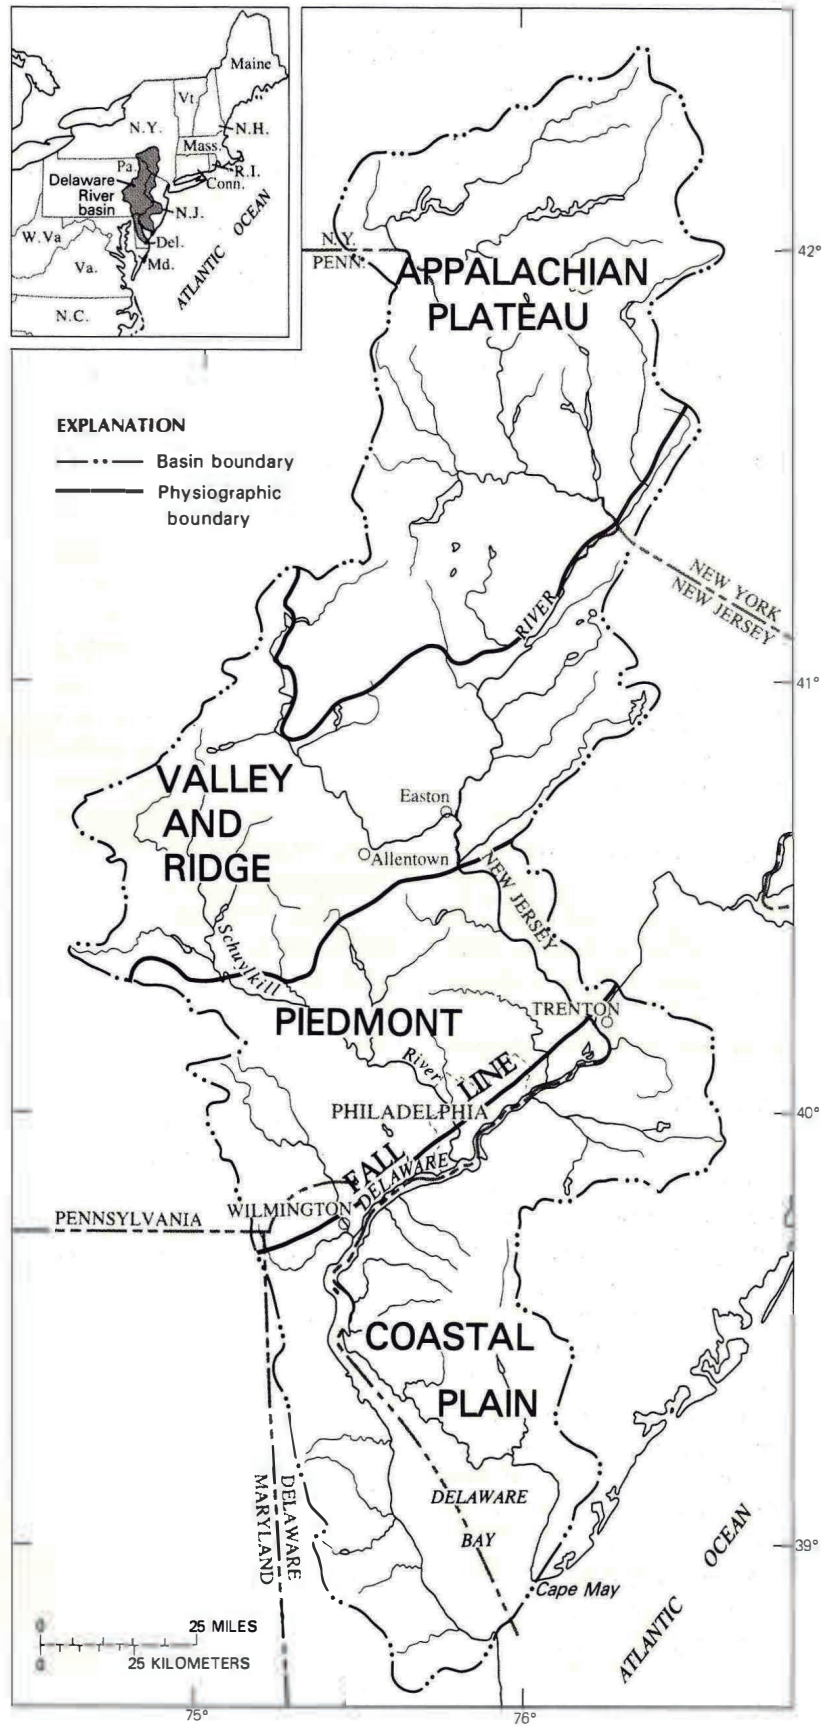 Maine
Vt.
N.Y.
N.H.
Mass.
R.I.
Conn.
Pa.
Delaware
River
basin
N.J.
Del.
Md.
W.Va
Va.
N.C.
ATLANTIC OCEAN
EXPLANATION
Basin boundary
Physiographic
boundary
N.Y.
PENN.
42°
APPALACHIAN
PLATEAU
NEW YORK
NEW JERSEY
RIVER
41°
VALLEY
AND
RIDGE
Easton
Allentown
NEW JERSEY
Schuylkill
PIEDMONT
TRENTON
River
FALL LINE
PHILADELPHIA
40°
DELAWARE
WILMINGTON
PENNSYLVANIA
COASTAL
PLAIN
DELAWARE
MARYLAND
DELAWARE
BAY
39°
Cape May
ATLANTIC OCEAN
0 25 MILES
0 25 KILOMETERS
75°
76°